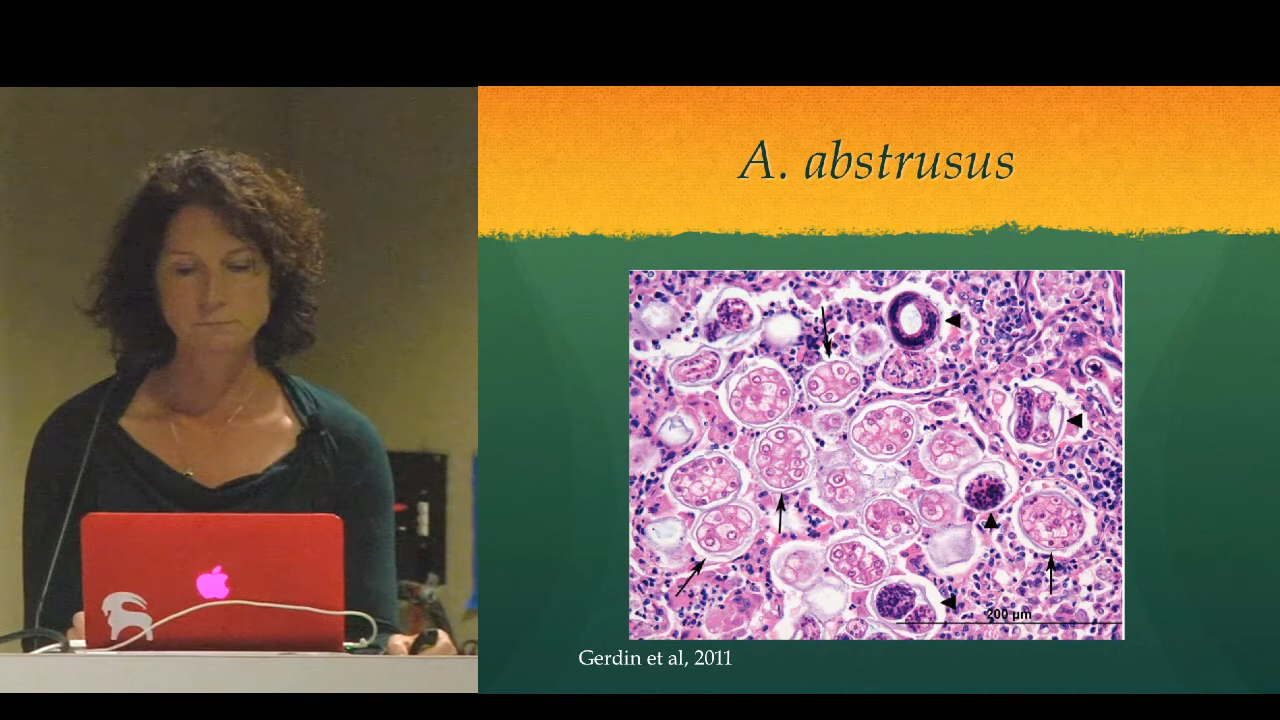 A. abstrusus
200 μm
Gerdin et al, 2011